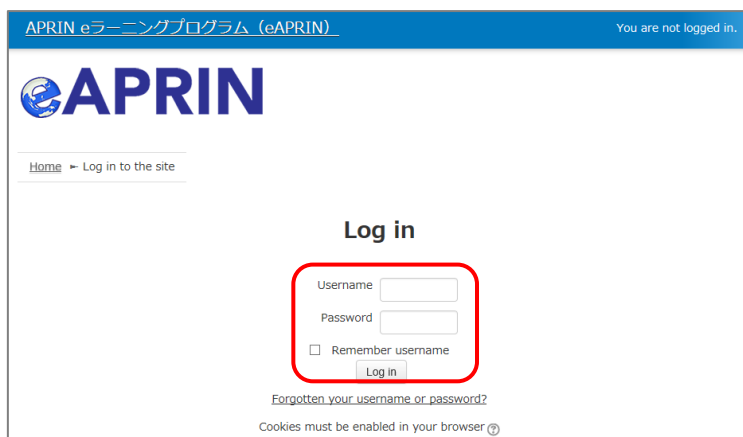 APRIN eラーニングプログラム（eAPRIN）
You are not logged in.
eAPRIN
Home ► Log in to the site
Log in
Username
Password
Remember username
Log in
Forgotten your username or password?
Cookies must be enabled in your browser ?